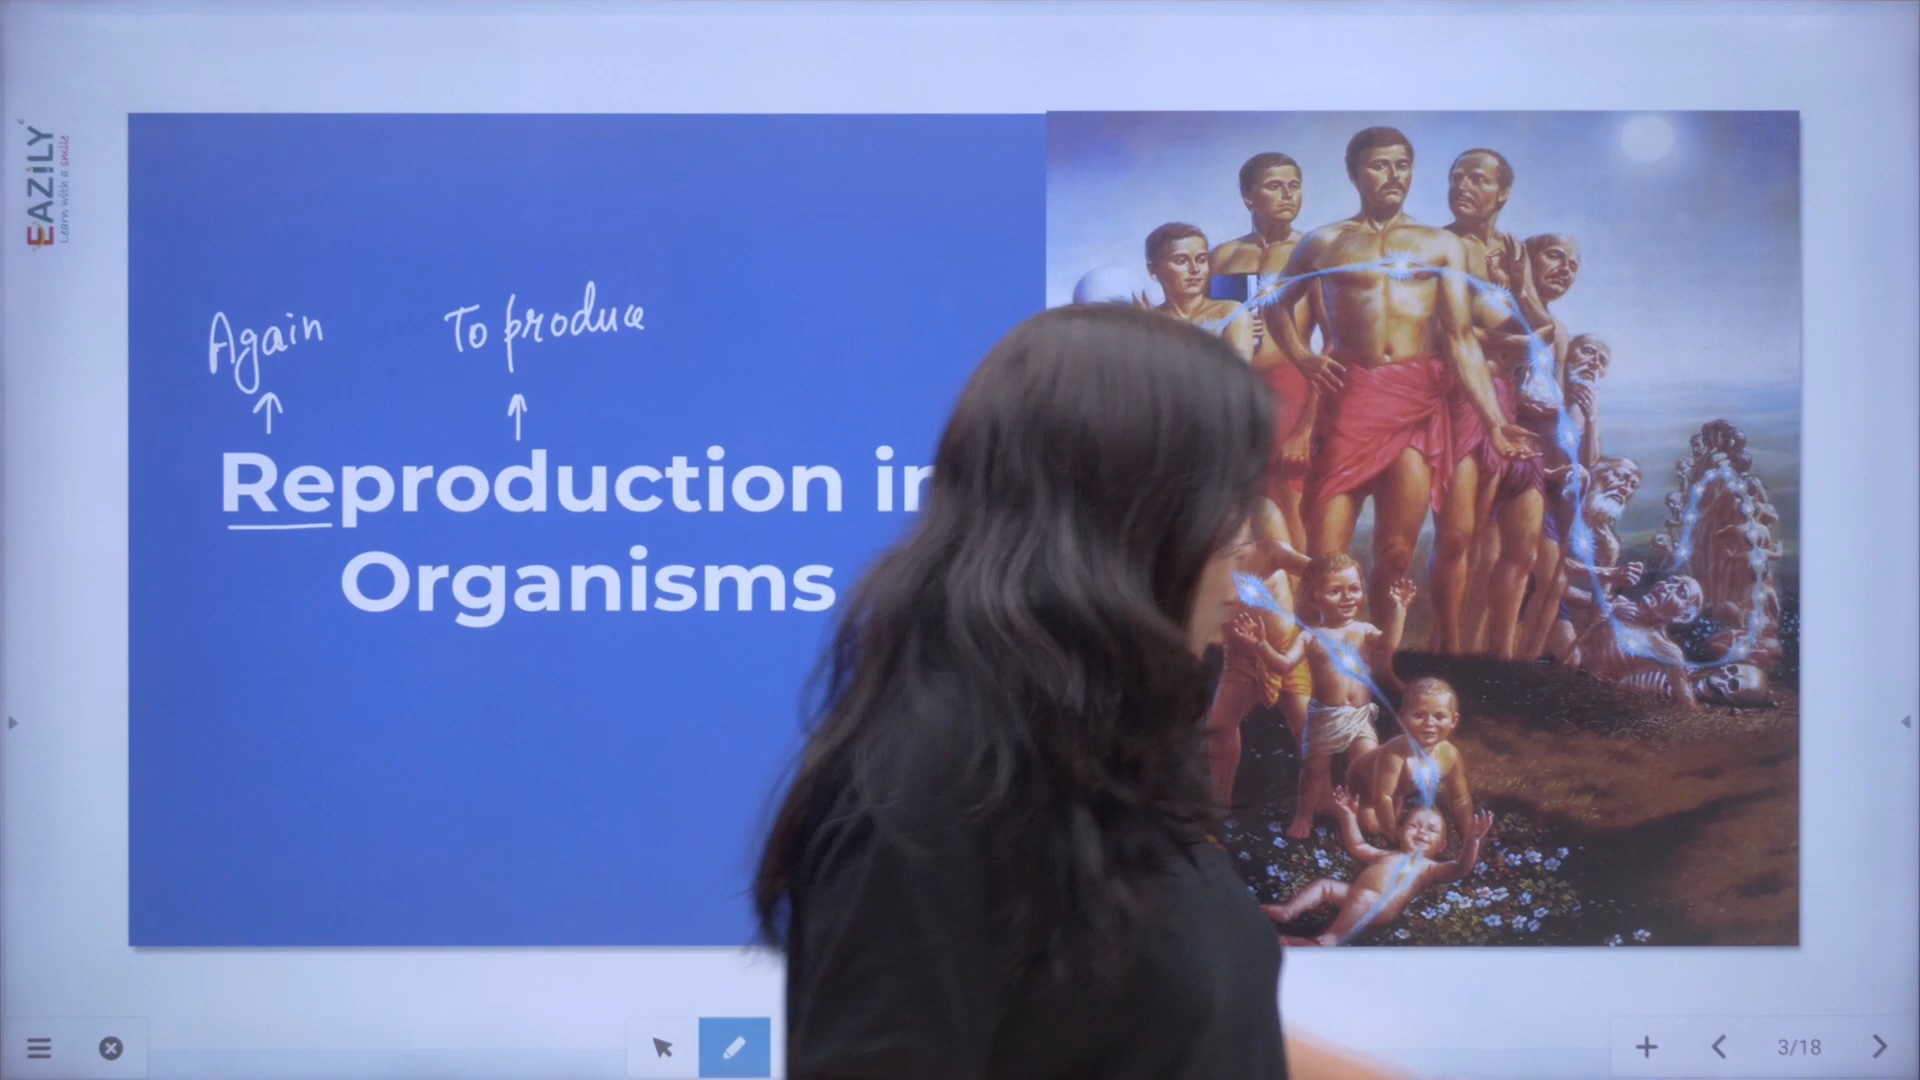 EAZILY
Learn with a smile
Again To produce
Reproduction in
Organisms
3/18